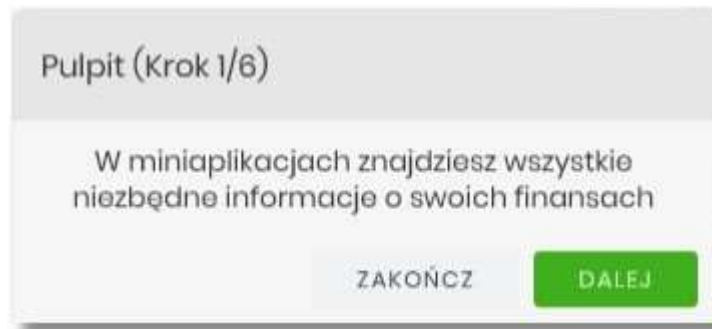 Pulpit (Krok 1/6)
W miniaplikacjach znajdziesz wszystkie
niezbędne informacje o swoich finansach
ZAKOŃCZ
DALEJ